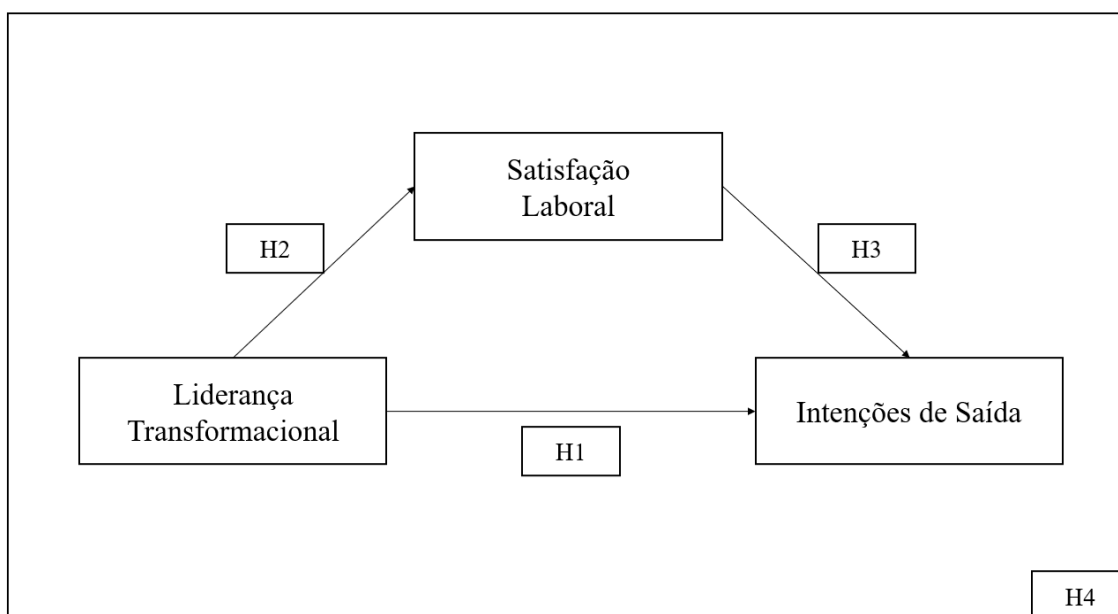 Satisfação
Laboral
H2
H3
Liderança
Transformacional
Intenções de Saída
H1
H4